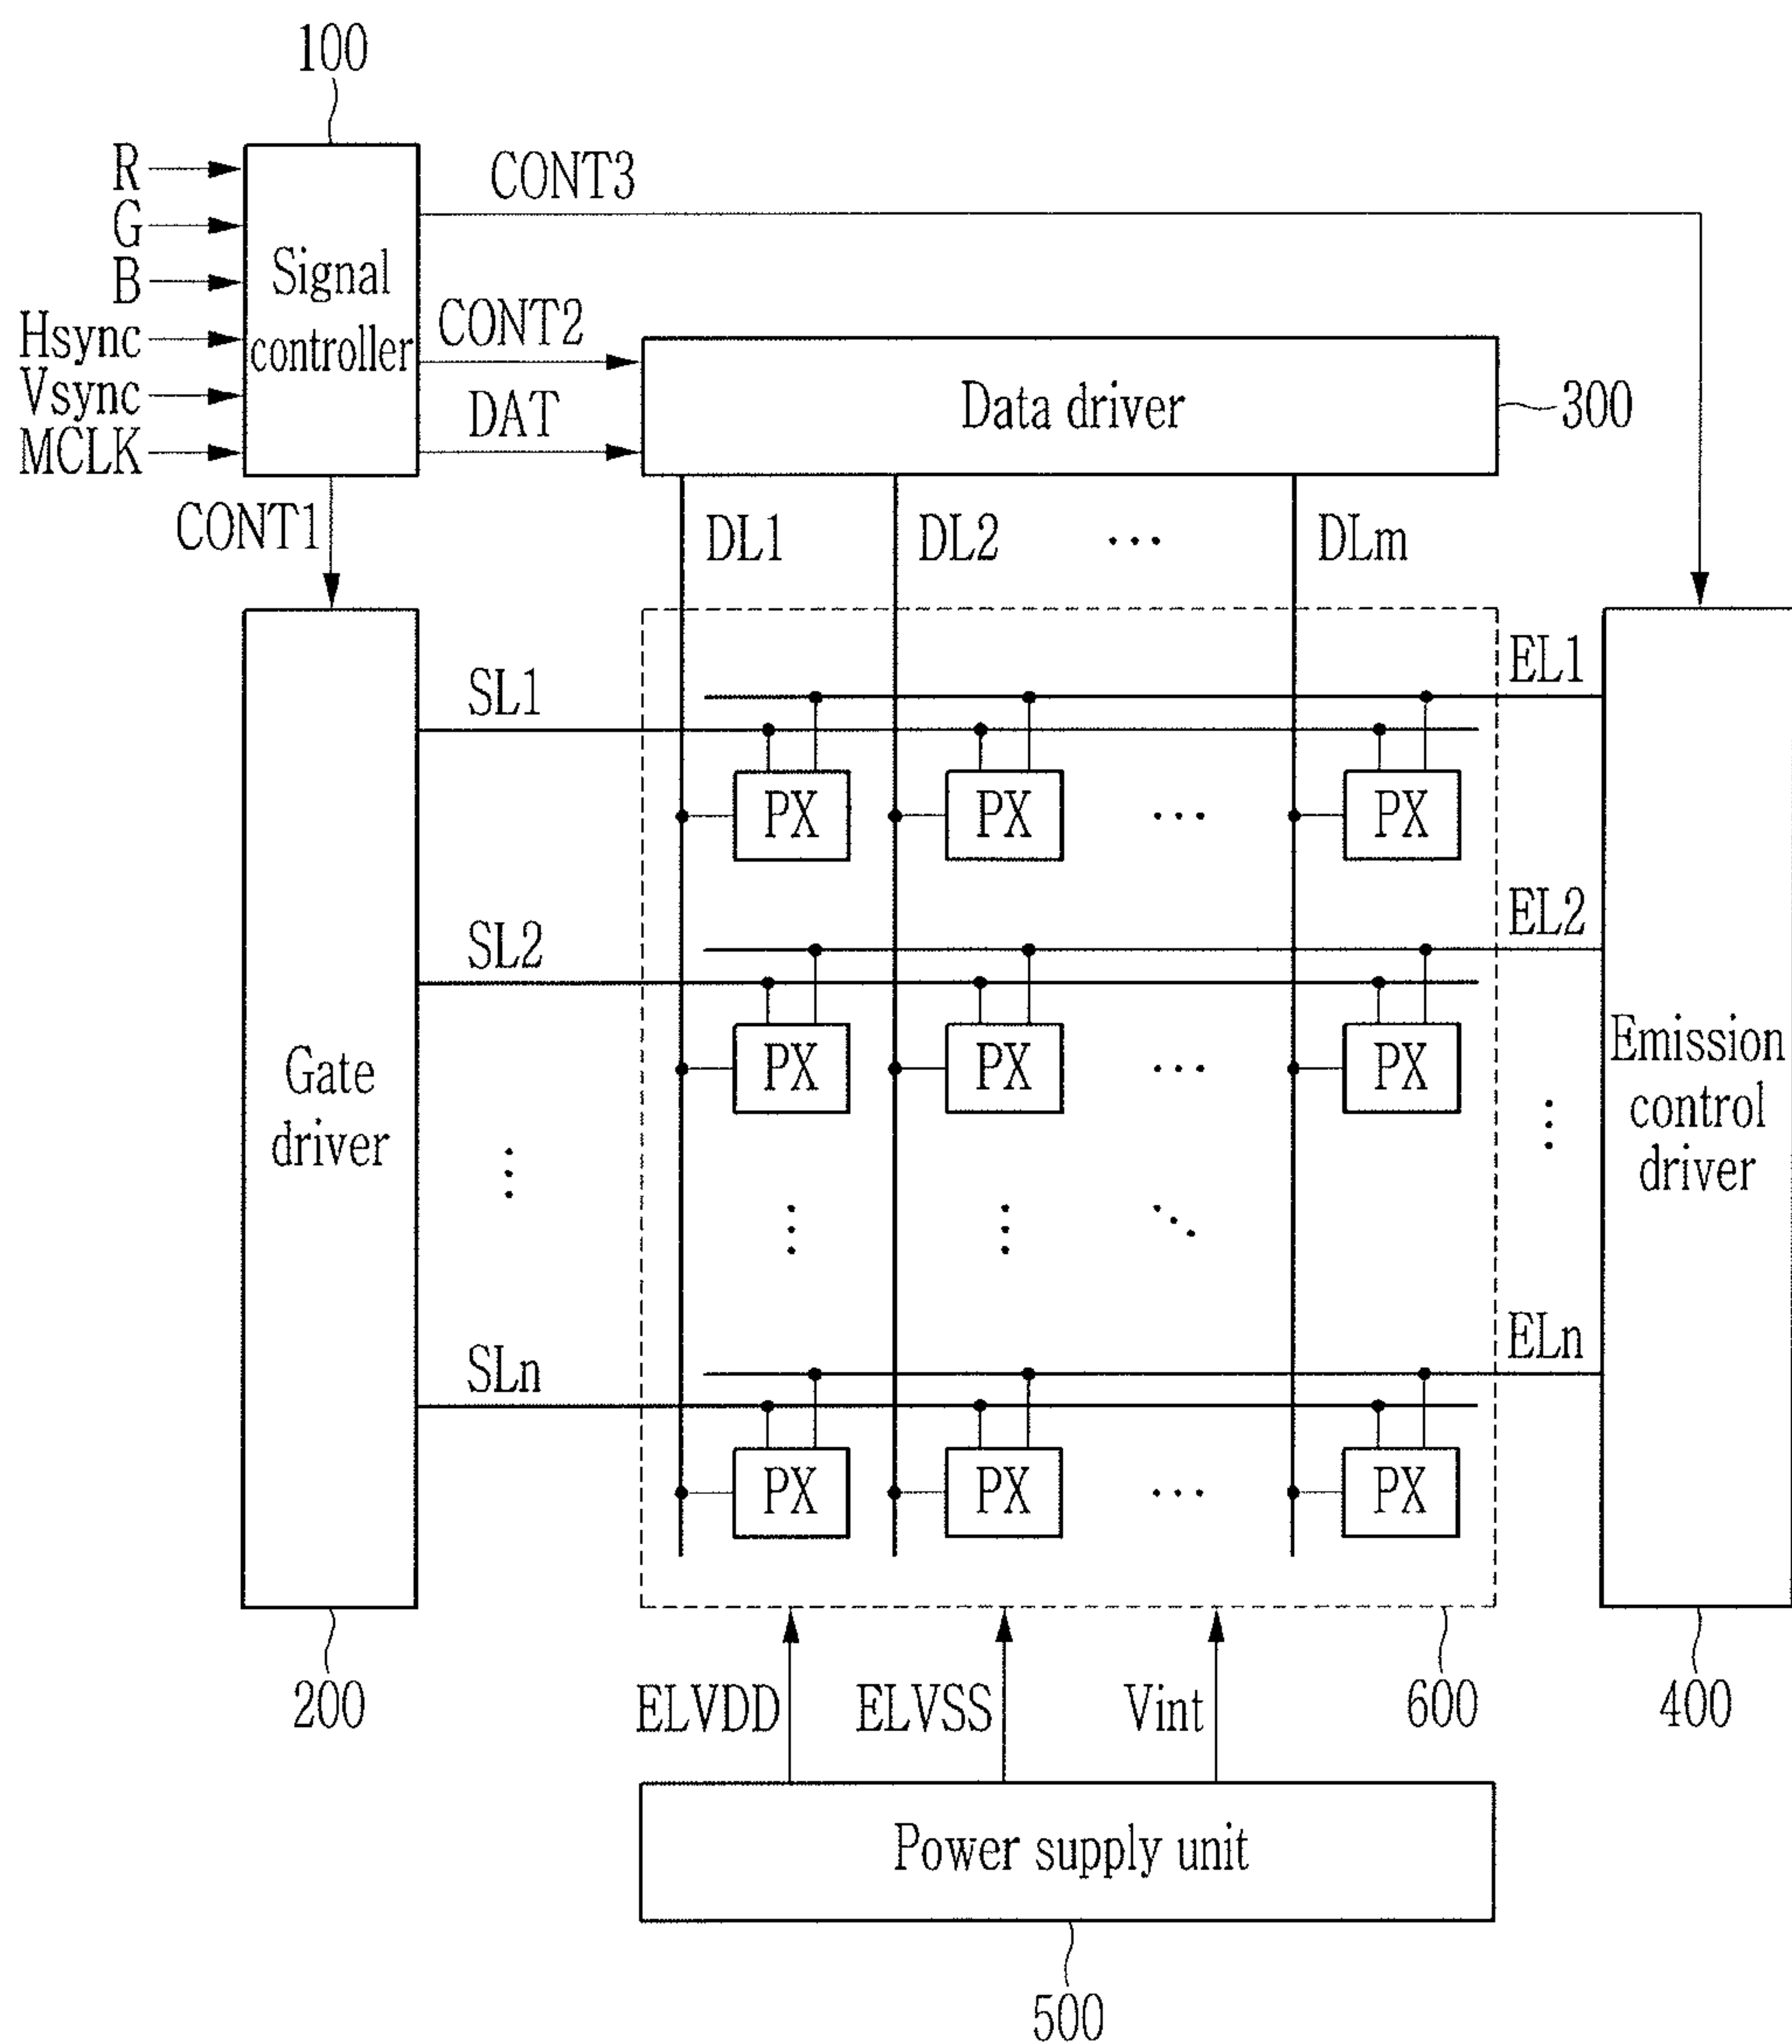 100
R
G
B
Hsync
Vsync
MCLK
Signal
controller
CONT3
CONT2
DAT
CONT1
Data driver
300
DL1
DL2
...
DLm
SL1
EL1
PX
PX
...
PX
SL2
EL2
PX
PX
...
PX
Gate
driver
Emission
control
driver
SLn
ELn
PX
PX
...
PX
200
ELVDD
ELVSS
Vint
600
400
Power supply unit
500